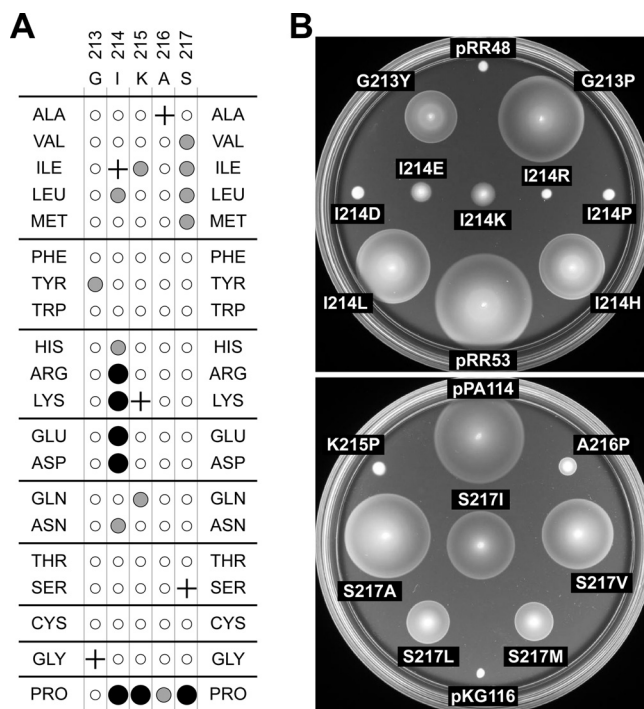 A
213 214 215 216 217
G I K A S
ALA ALA
VAL VAL
ILE ILE
LEU LEU
MET MET
PHE PHE
TYR TYR
TRP TRP
HIS HIS
ARG ARG
LYS LYS
GLU GLU
ASP ASP
GLN GLN
ASN ASN
THR THR
SER SER
CYS CYS
GLY GLY
PRO PRO
B
pRR48
G213Y G213P
I214E I214R
I214D I214K I214P
I214L I214H
pRR53
pPA114
K215P A216P
S217I
S217A S217V
S217L S217M
pKG116